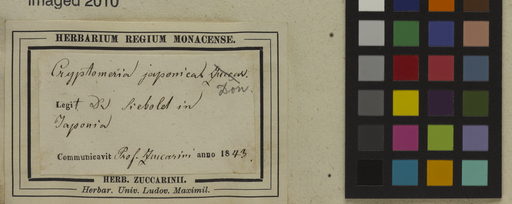 Imaged 2010
HERBARIUM REGIUM MONACENSE.
Cryptomeria japonica Zuccar.
Don.
Legit Dr Siebold in
Japonia
Communicavit Prof. Zuccarini anno 1843.
HERB. ZUCCARINII.
Herbar. Univ. Ludov. Maximil.